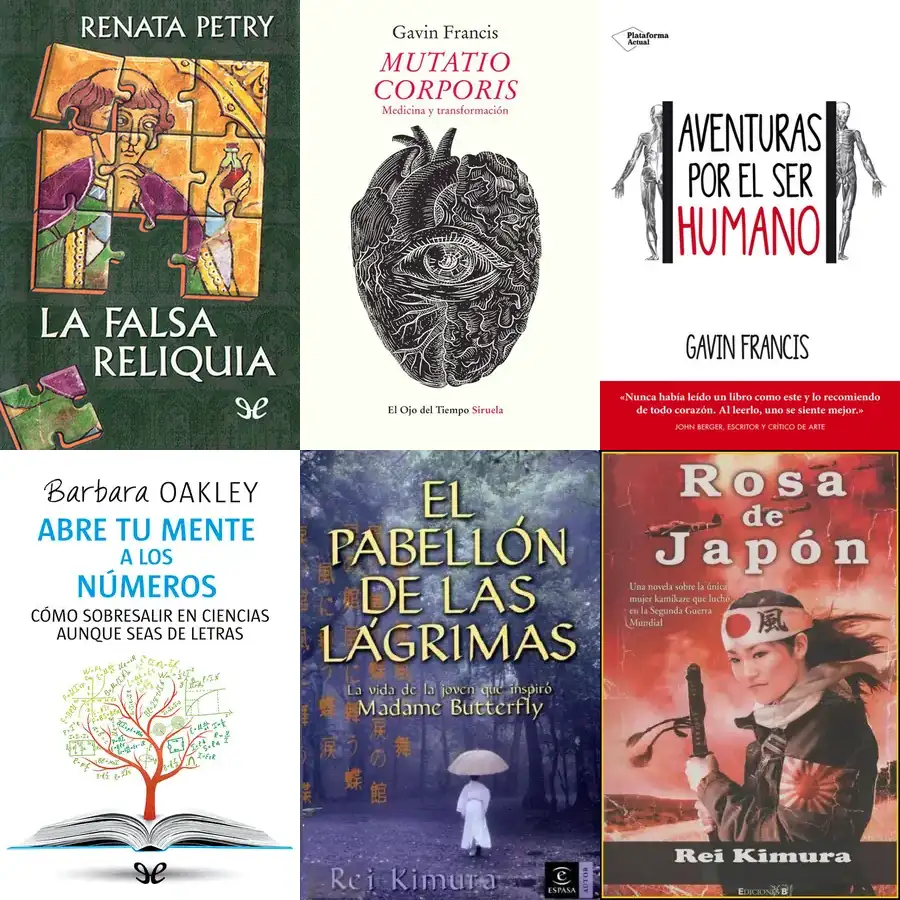 RENATA PETRY
LA FALSA
RELIQUIA
Gavin Francis
MUTATIO
CORPORIS
Medicina y transformación
El Ojo del Tiempo Siruela
Plataforma
Actual
AVENTURAS
POR EL SER
HUMANO
GAVIN FRANCIS
«Nunca había leído un libro como este y lo recomiendo
de todo corazón. Al leerlo, uno se siente mejor.»
JOHN BERGER, ESCRITOR Y CRÍTICO DE ARTE
Barbara OAKLEY
ABRE TU MENTE
A LOS
NÚMEROS
CÓMO SOBRESALIR EN CIENCIAS
AUNQUE SEAS DE LETRAS
EL
PABELLÓN
DE LAS
LÁGRIMAS
La vida de la joven que inspiró
Madame Butterfly
Rei Kimura
e
ESPASA
AUTOR
Rosa
de
Japón
Una novela sobre la única
mujer kamikaze que luchó
en la Segunda Guerra
Mundial
風
Rei Kimura
EDICIONES B